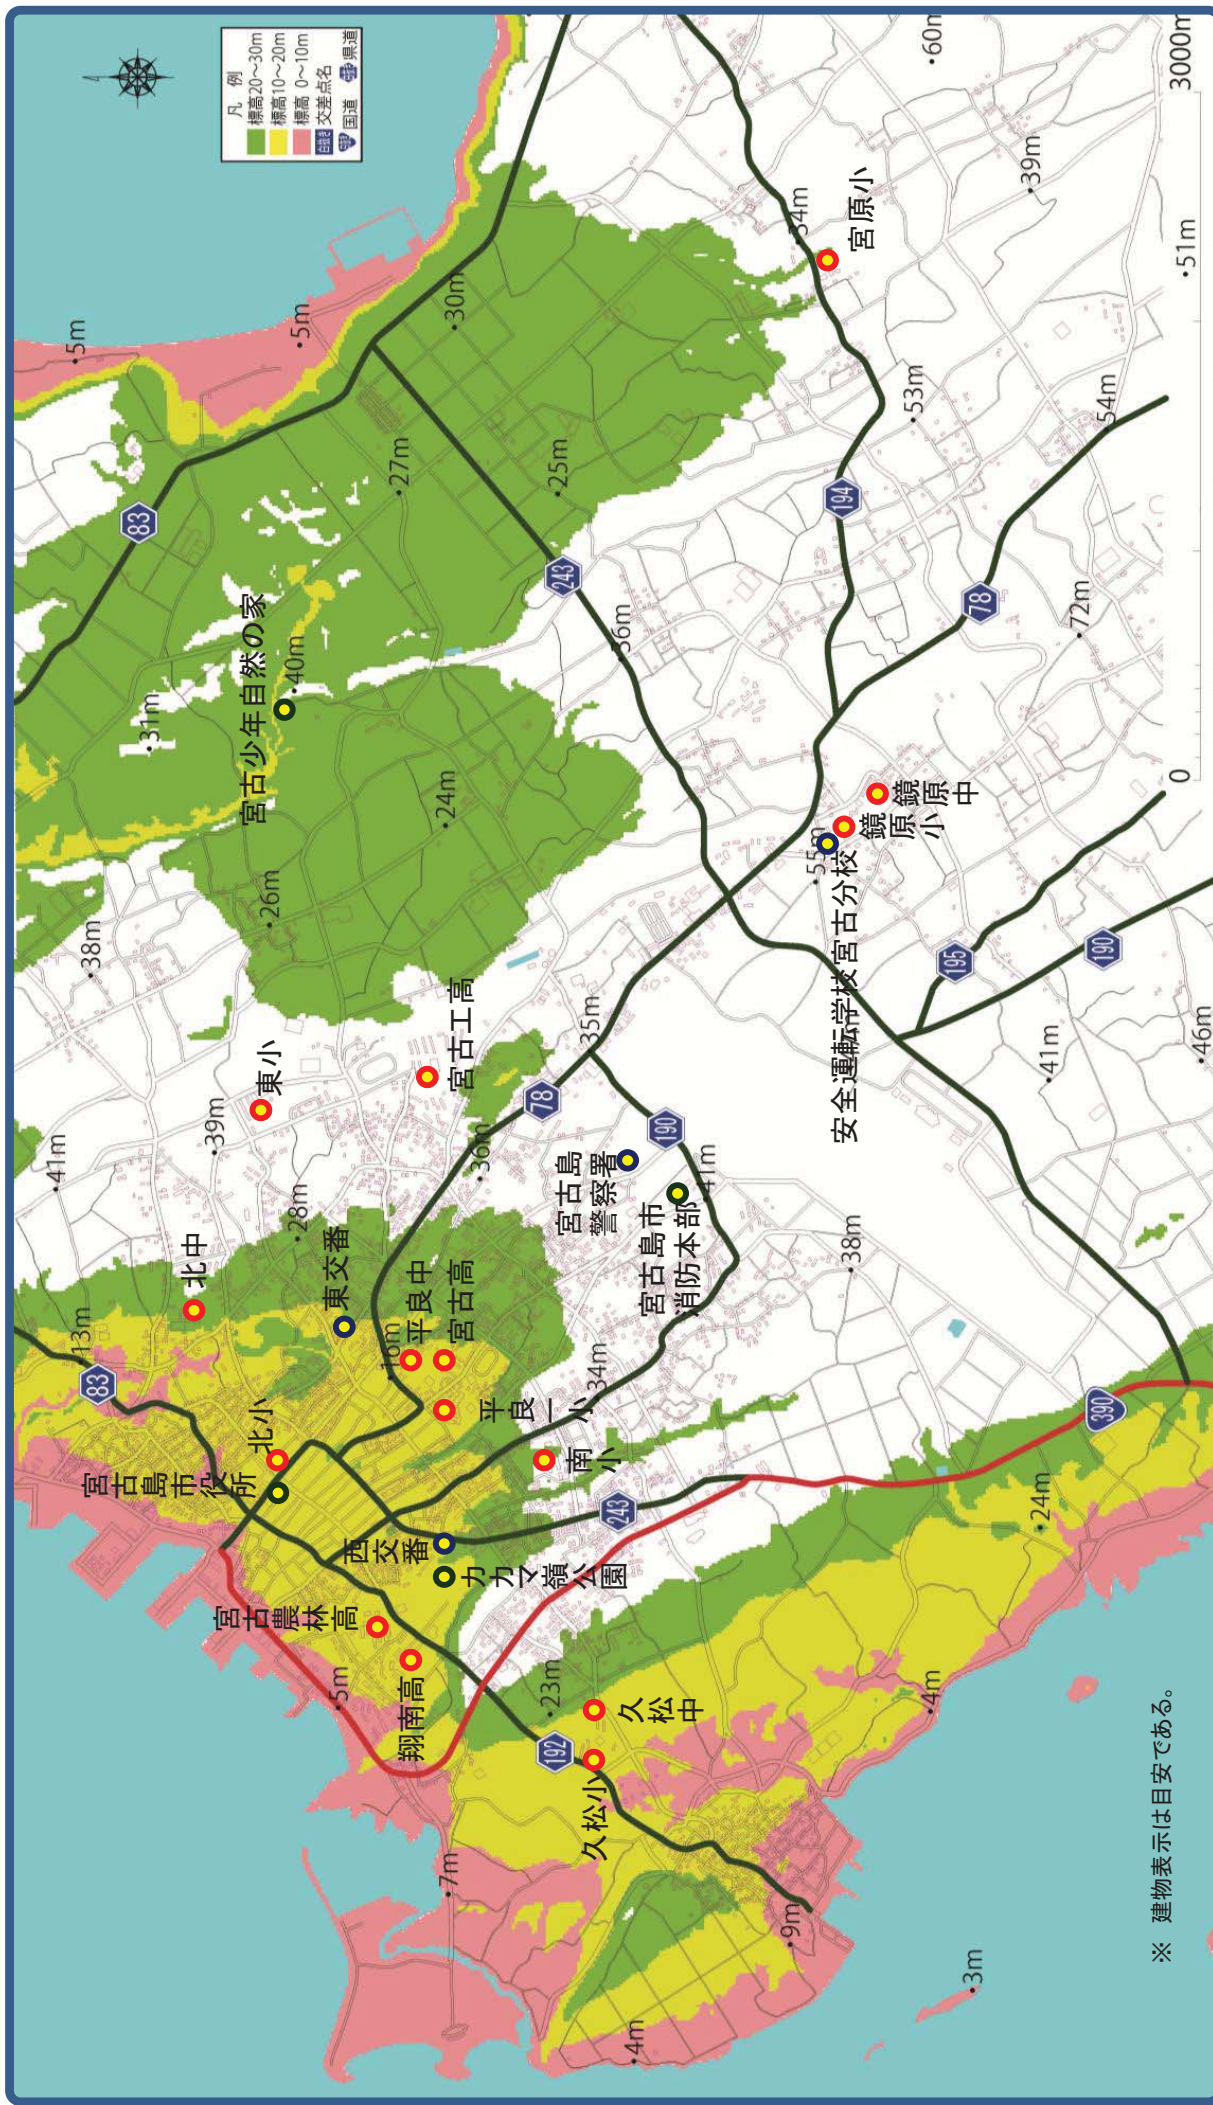 凡 例
標高20〜30m
標高10〜20m
標高 0〜10m
白抜き 交差点名
国道
県道
41m
13m
38m
5m
83
83
31m
39m
北中
宮古島市役所
北小
28m
東小
26m
宮古少年自然の家
40m
5m
宮古農林高
東交番
5m
翔南高
西交番
16m
平良中
27m
7m
カカマ嶺公園
宮古高
宮古工高
24m
30m
平良一小
36m
23m
南小
78
25m
192
243
久松小
34m
宮古島
警察署
35m
4m
久松中
243
36m
190
宮古島市
消防本部
41m
9m
38m
安全運転学校宮古分校
55m
34m
194
宮原小
鏡原小
鏡原中
53m
4m
60m
3m
195
78
24m
41m
39m
390
190
72m
54m
46m
51m
0
3000m
※ 建物表示は目安である。